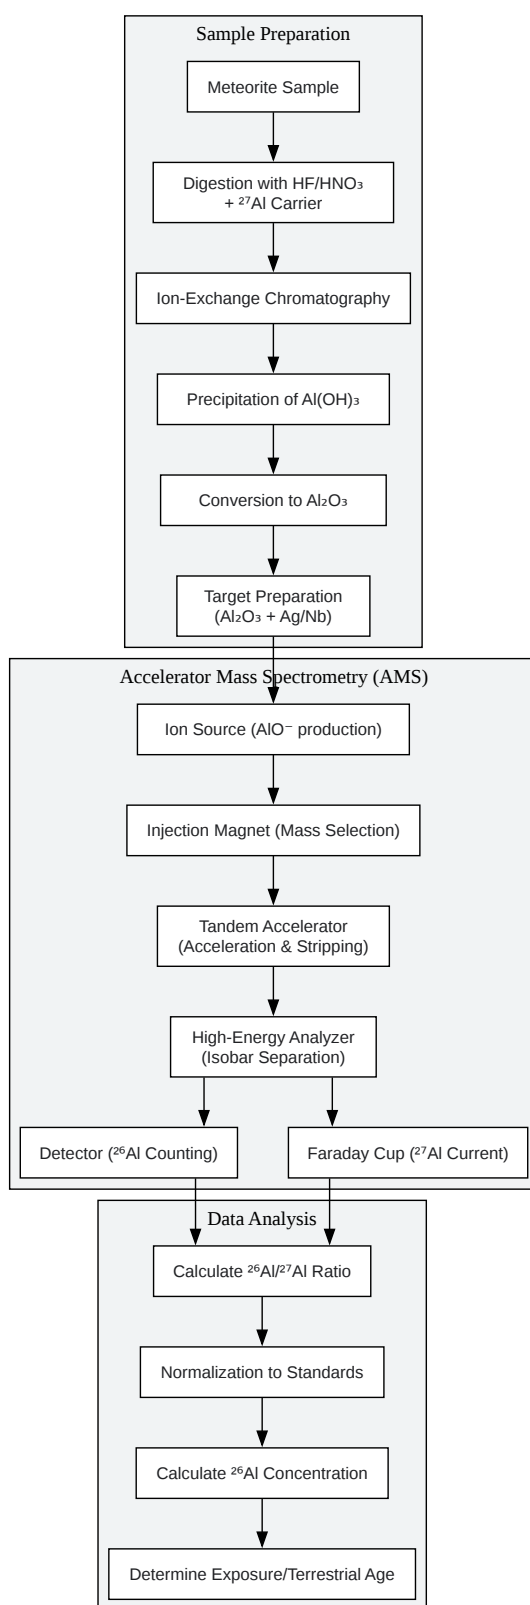 Sample Preparation
Meteorite Sample
Digestion with HF/HNO₃
+ ²⁷Al Carrier
Ion-Exchange Chromatography
Precipitation of Al(OH)₃
Conversion to Al₂O₃
Target Preparation
(Al₂O₃ + Ag/Nb)
Accelerator Mass Spectrometry (AMS)
Ion Source (AlO⁻ production)
Injection Magnet (Mass Selection)
Tandem Accelerator
(Acceleration & Stripping)
High-Energy Analyzer
(Isobar Separation)
Detector (²⁶Al Counting)
Faraday Cup (²⁷Al Current)
Data Analysis
Calculate ²⁶Al/²⁷Al Ratio
Normalization to Standards
Calculate ²⁶Al Concentration
Determine Exposure/Terrestrial Age